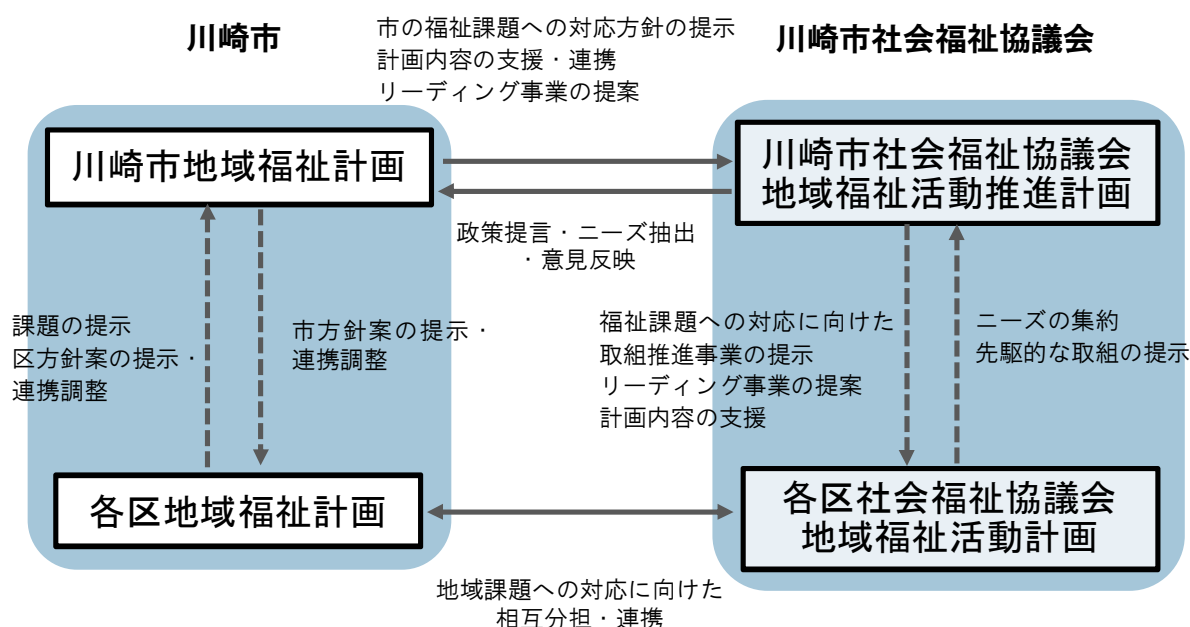 川崎市
市の福祉課題への対応方針の提示
計画内容の支援・連携
リーディング事業の提案
川崎市社会福祉協議会
川崎市地域福祉計画
川崎市社会福祉協議会
地域福祉活動推進計画
政策提言・ニーズ抽出
・意見反映
課題の提示
区方針案の提示・
連携調整
市方針案の提示・
連携調整
福祉課題への対応に向けた
取組推進事業の提示
リーディング事業の提案
計画内容の支援
ニーズの集約
先駆的な取組の提示
各区地域福祉計画
各区社会福祉協議会
地域福祉活動計画
地域課題への対応に向けた
相互分担・連携